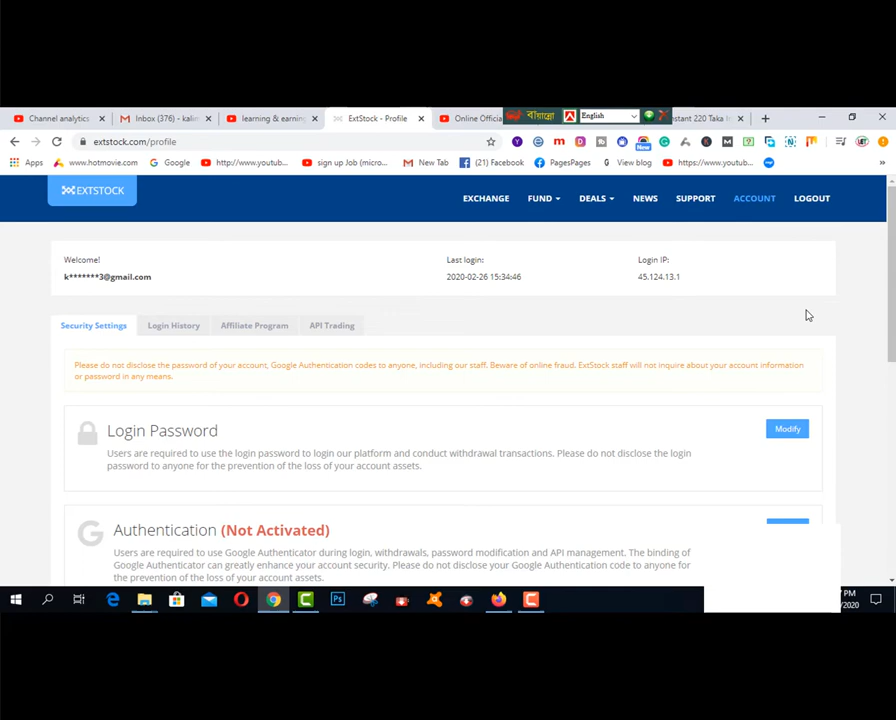 Channel analytics
Inbox (376) - kalim
learning & earning
ExtStock - Profile
Online Officia
বায়ান্নো
English
nstant 220 Taka
extstock.com/profile
New
Apps
www.hotmovie.com
Google
http://www.youtub...
sign up Job (micro...
New Tab
(21) Facebook
PagesPages
View blog
https://www.youtub...
»
EXTSTOCK
EXCHANGE
FUND
DEALS
NEWS
SUPPORT
ACCOUNT
LOGOUT
Welcome!
Last login:
Login IP:
k*******3@gmail.com
2020-02-26 15:34:46
45.124.13.1
Security Settings
Login History
Affiliate Program
API Trading
Please do not disclose the password of your account, Google Authentication codes to anyone, including our staff. Beware of online fraud. ExtStock staff will not inquire about your account information
or password in any means.
Login Password
Modify
Users are required to use the login password to login our platform and conduct withdrawal transactions. Please do not disclose the login
password to anyone for the prevention of the loss of your account assets.
G
Authentication (Not Activated)
Users are required to use Google Authenticator during login, withdrawals, password modification and API management. The binding of
Google Authenticator can greatly enhance your account security. Please do not disclose your Google Authentication code to anyone for
the prevention of the loss of your account assets.
Ps
PM
/2020